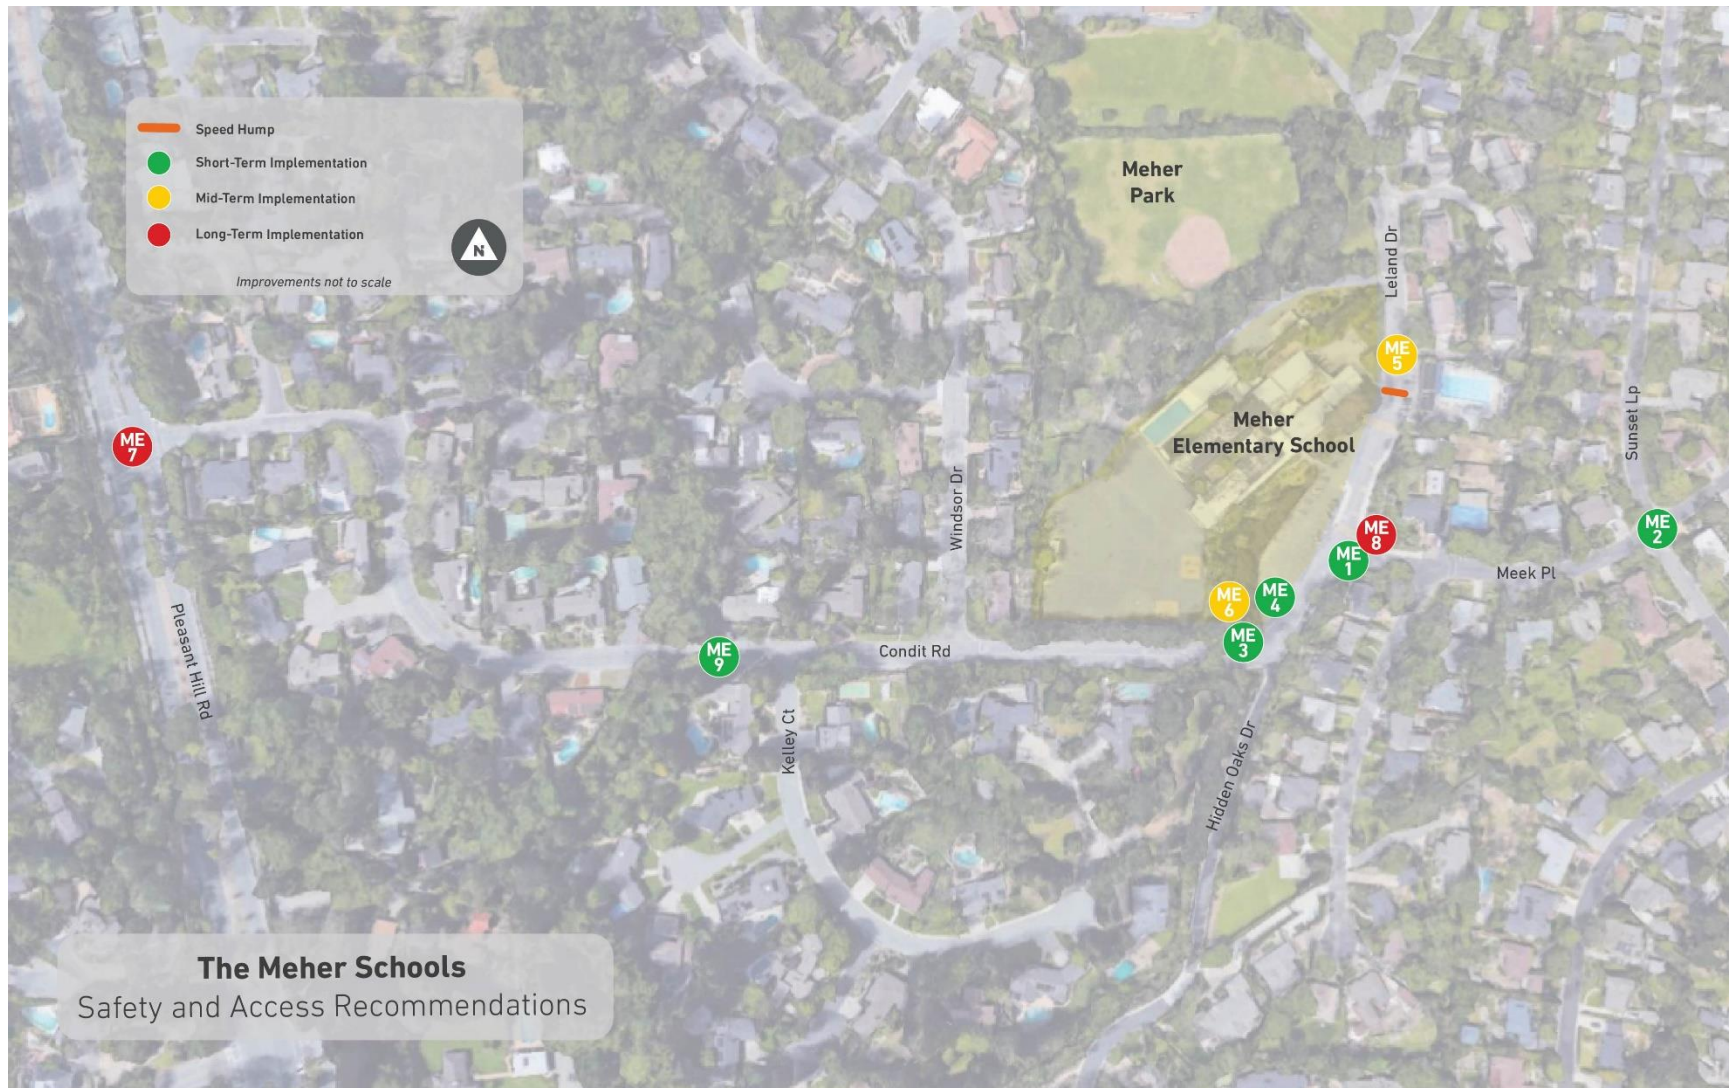 Speed Hump
Short-Term Implementation
Mid-Term Implementation
Long-Term Implementation
N
Improvements not to scale
Meher
Park
Leland Dr
ME
5
Meher
Elementary School
Sunset Lp
ME
7
Windsor Dr
ME
2
ME
8
ME
1
Meek Pl
ME
6
ME
4
ME
3
Pleasant Hill Rd
ME
9
Condit Rd
Kelley Ct
Hidden Oaks Dr
The Meher Schools
Safety and Access Recommendations